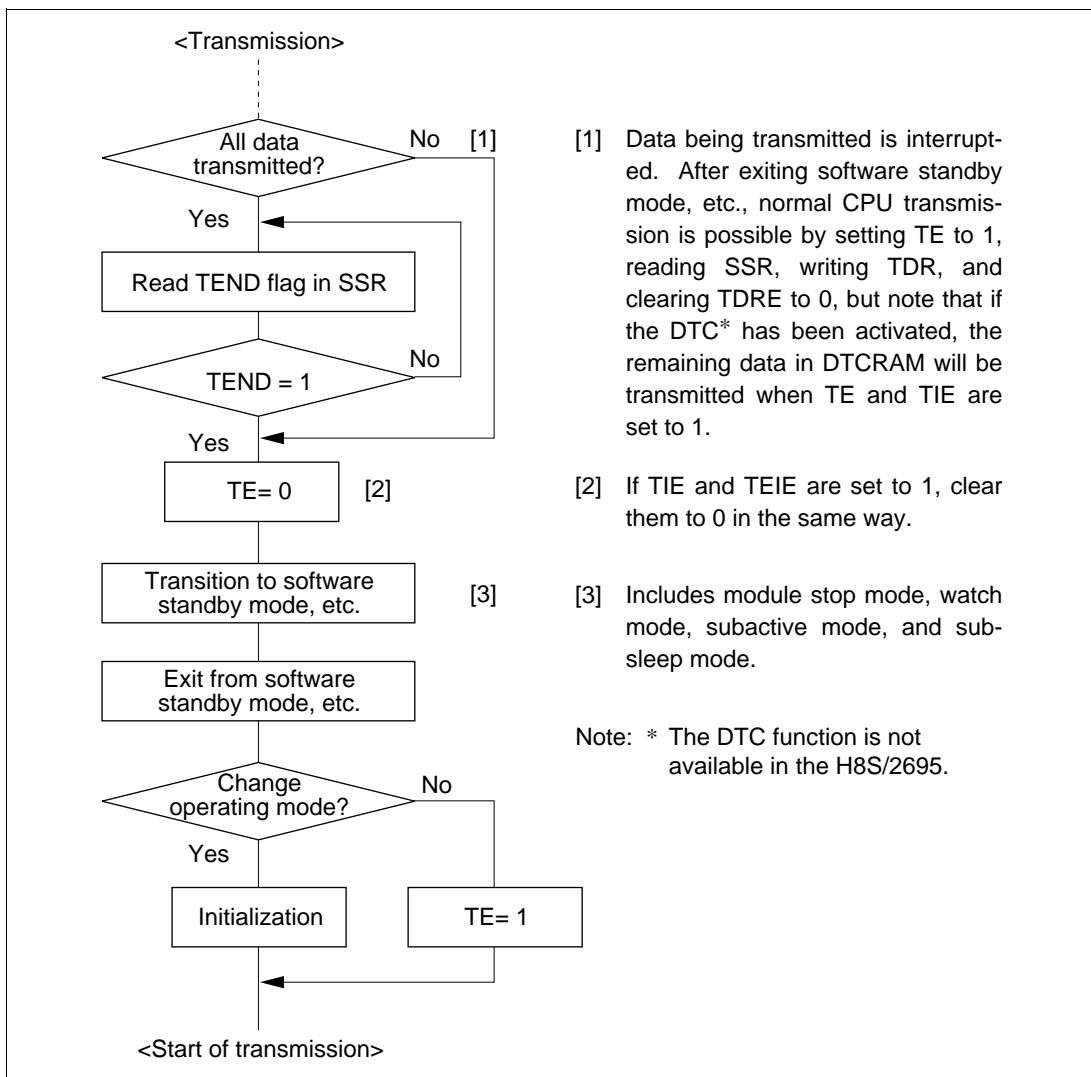 <Transmission>
All data
transmitted?
No [1]
Yes
Read TEND flag in SSR
TEND = 1
No
Yes
TE= 0 [2]
Transition to software
standby mode, etc.
[3]
Exit from software
standby mode, etc.
Change
operating mode?
No
Yes
Initialization
TE= 1
<Start of transmission>
[1] Data being transmitted is interrupt-
ed. After exiting software standby
mode, etc., normal CPU transmis-
sion is possible by setting TE to 1,
reading SSR, writing TDR, and
clearing TDRE to 0, but note that if
the DTC* has been activated, the
remaining data in DTCRAM will be
transmitted when TE and TIE are
set to 1.
[2] If TIE and TEIE are set to 1, clear
them to 0 in the same way.
[3] Includes module stop mode, watch
mode, subactive mode, and sub-
sleep mode.
Note: * The DTC function is not
available in the H8S/2695.